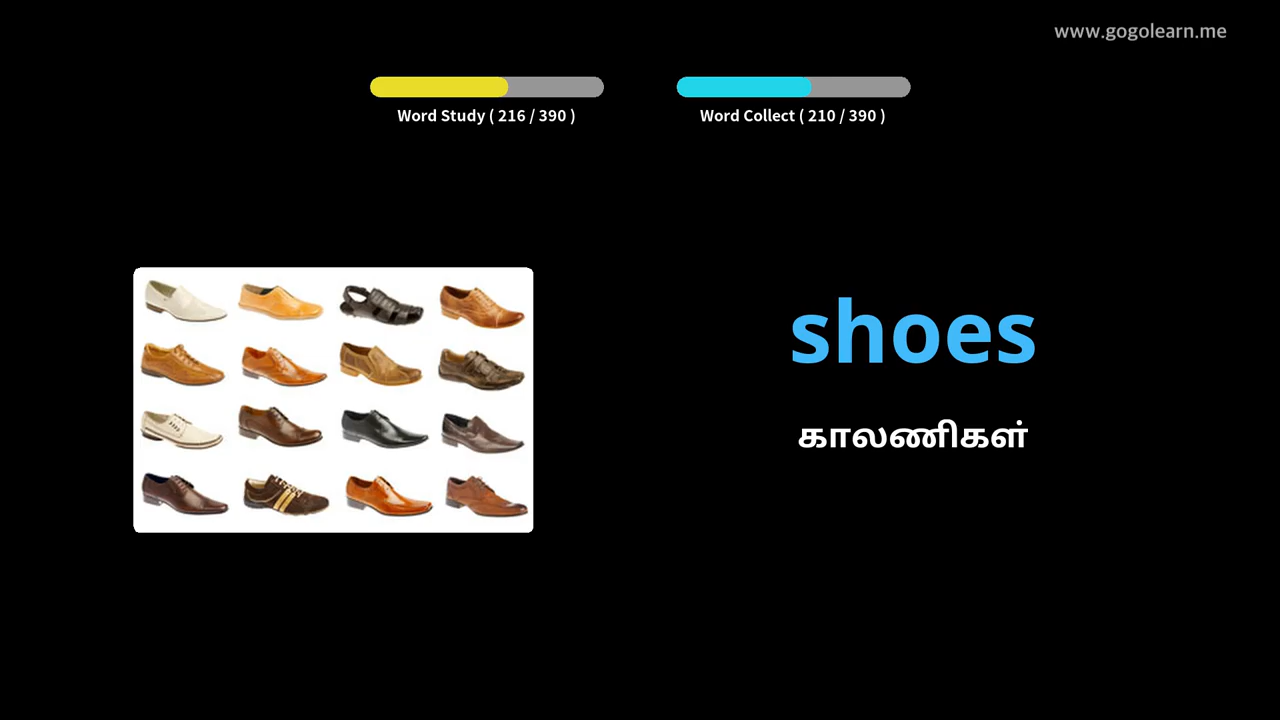 www.gogolearn.me
Word Study ( 216 / 390 )
Word Collect ( 210 / 390 )
shoes
காலணிகள்